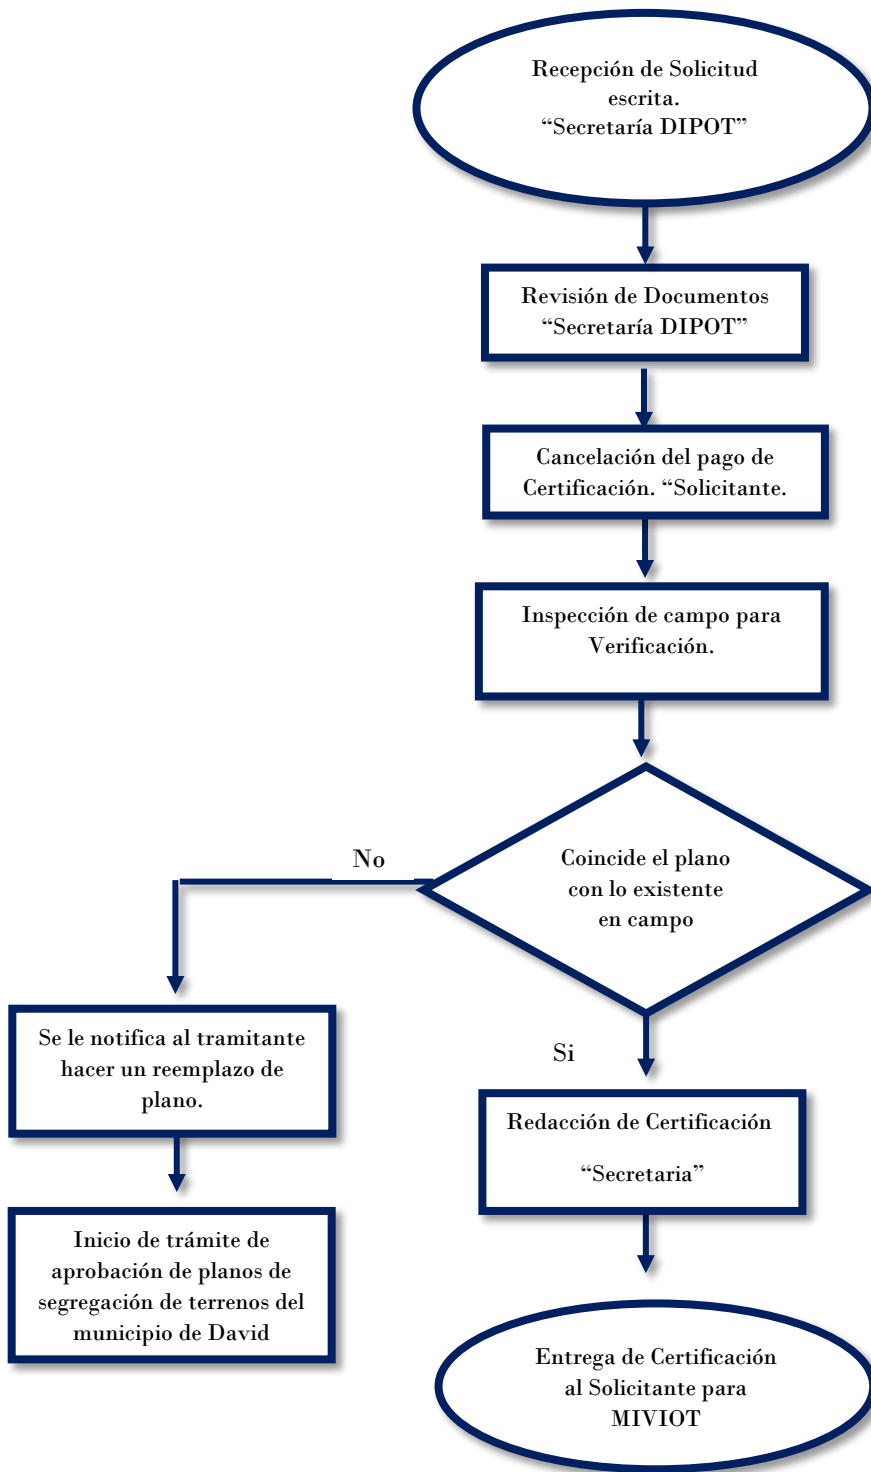 Recepción de Solicitud
escrita.
“Secretaría DIPOT”
Revisión de Documentos
“Secretaría DIPOT”
Cancelación del pago de
Certificación. “Solicitante.
Inspección de campo para
Verificación.
Coincide el plano
con lo existente
en campo
No
Se le notifica al tramitante
hacer un reemplazo de
plano.
Inicio de trámite de
aprobación de planos de
segregación de terrenos del
municipio de David
Si
Redacción de Certificación
“Secretaria”
Entrega de Certificación
al Solicitante para
MIVIOT